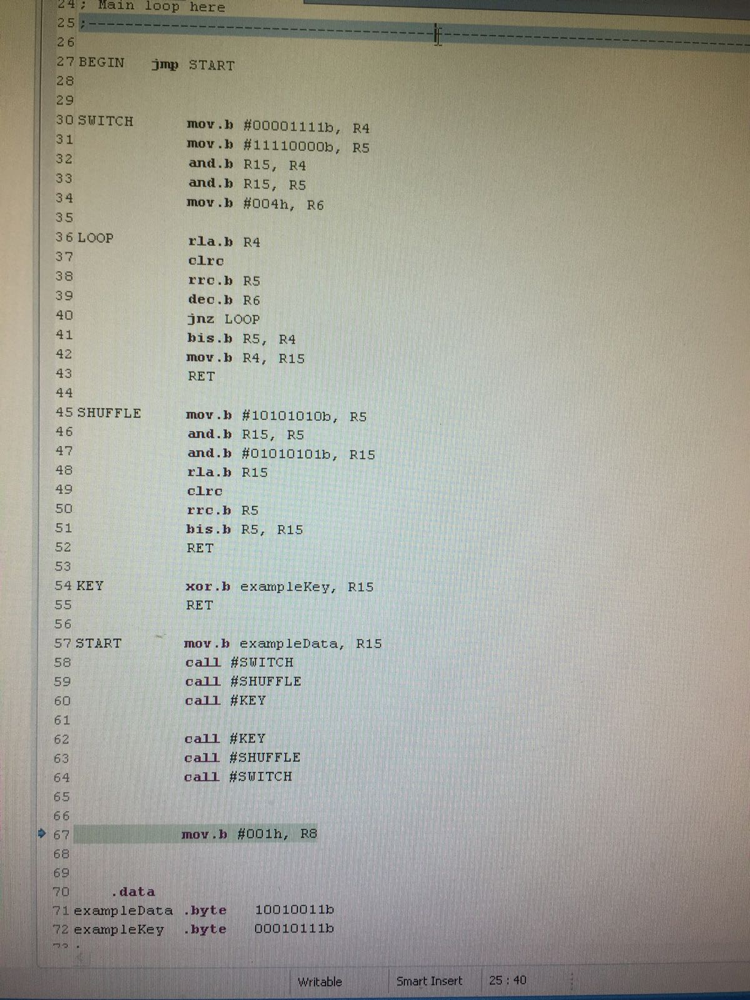 24; Main loop here
25;--------------------------------------------------------------------------
26
27 BEGIN jmp START
28
29
30 SWITCH mov.b #00001111b, R4
31 mov.b #11110000b, R5
32 and.b R15, R4
33 and.b R15, R5
34 mov.b #004h, R6
35
36 LOOP rla.b R4
37 clrc
38 rrc.b R5
39 dec.b R6
40 jnz LOOP
41 bis.b R5, R4
42 mov.b R4, R15
43 RET
44
45 SHUFFLE mov.b #10101010b, R5
46 and.b R15, R5
47 and.b #01010101b, R15
48 rla.b R15
49 clrc
50 rrc.b R5
51 bis.b R5, R15
52 RET
53
54 KEY xor.b exampleKey, R15
55 RET
56
57 START mov.b exampleData, R15
58 call #SWITCH
59 call #SHUFFLE
60 call #KEY
61
62 call #KEY
63 call #SHUFFLE
64 call #SWITCH
65
66
67 mov.b #001h, R8
68
69
70 .data
71 exampleData .byte 10010011b
72 exampleKey .byte 00010111b
Writable Smart Insert 25 : 40